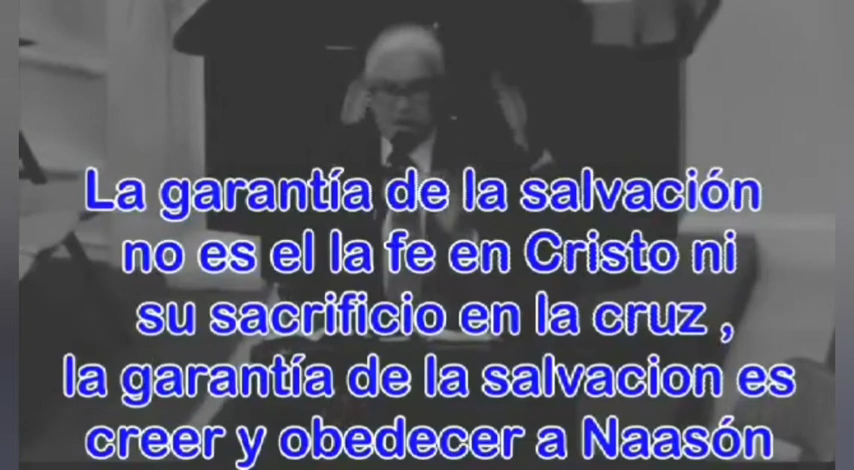 La garantía de la salvación
no es el la fe en Cristo ni
su sacrificio en la cruz ,
la garantía de la salvacion es
creer y obedecer a Naasón